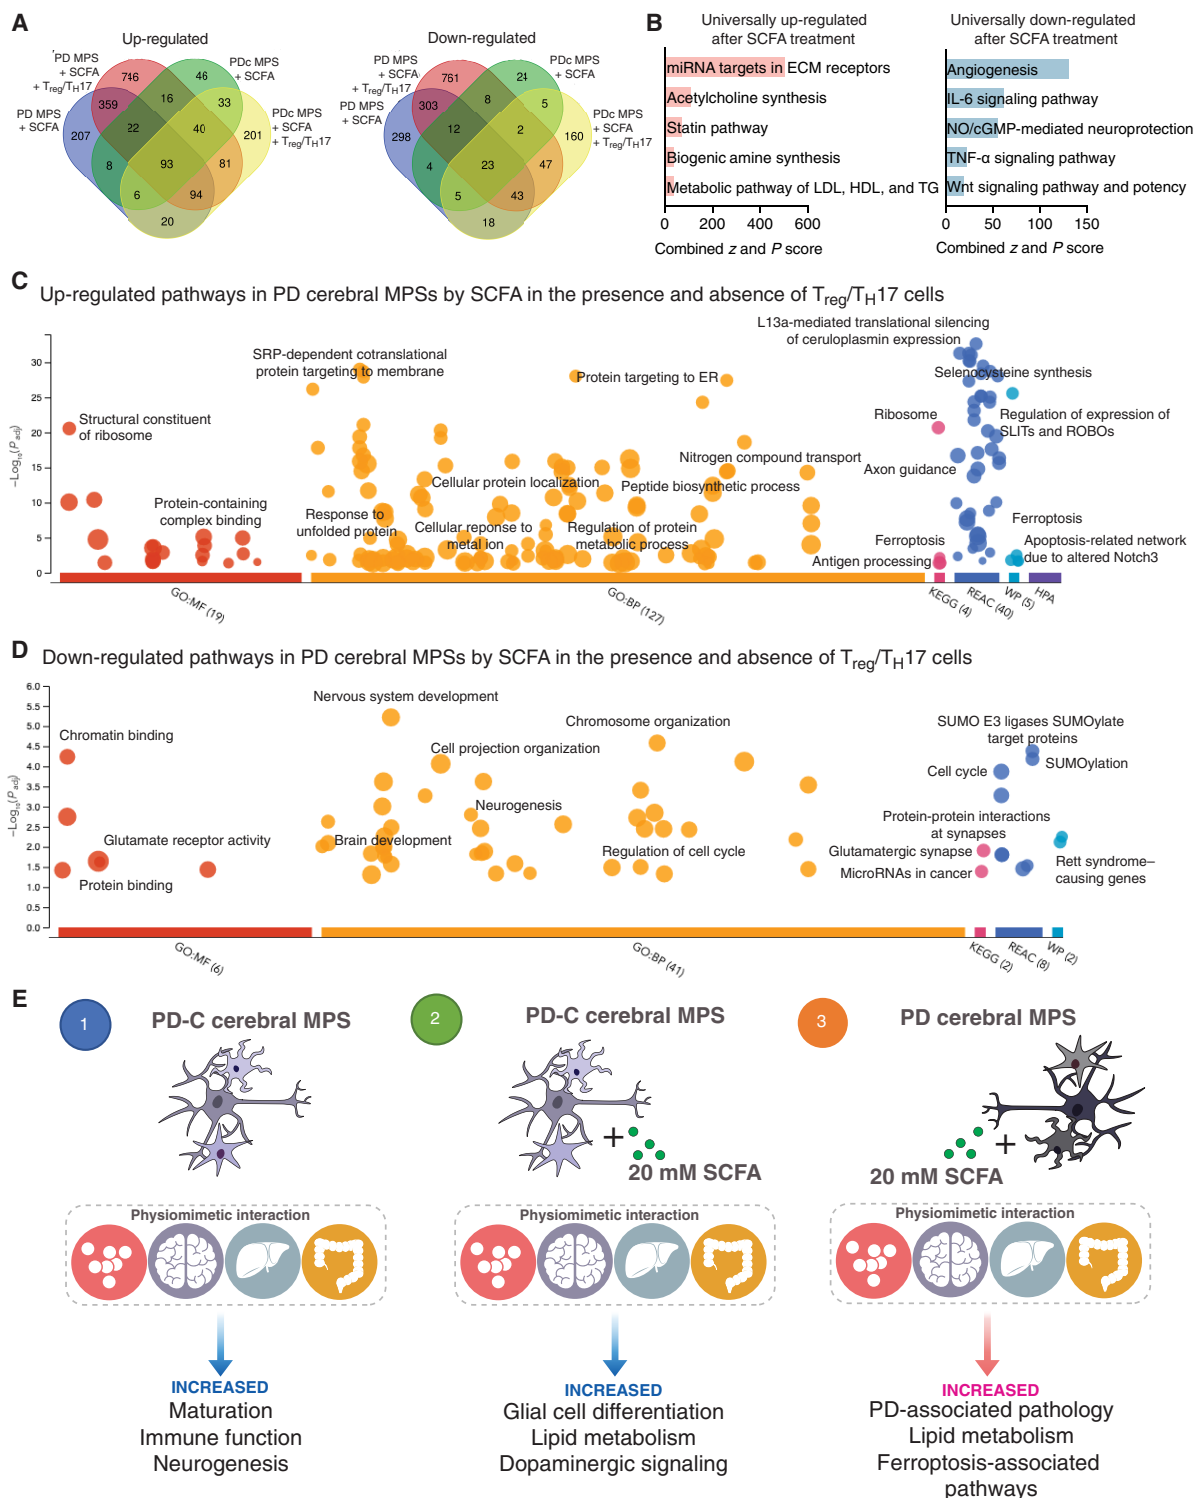 A
Up-regulated
PD MPS
+ SCFA
+ Treg/TH17
PDc MPS
+ SCFA
PD MPS
+ SCFA
PDc MPS
+ SCFA
+ Treg/TH17
746
46
359
16
33
207
22
40
201
8
93
81
6
94
20
Down-regulated
PD MPS
+ SCFA
+ Treg/TH17
PDc MPS
+ SCFA
PD MPS
+ SCFA
PDc MPS
+ SCFA
+ Treg/TH17
761
24
303
8
5
298
12
2
160
4
23
47
5
43
18
B
Universally up-regulated
after SCFA treatment
miRNA targets in ECM receptors
Acetylcholine synthesis
Statin pathway
Biogenic amine synthesis
Metabolic pathway of LDL, HDL, and TG
0 200 400 600
Combined z and P score
Universally down-regulated
after SCFA treatment
Angiogenesis
IL-6 signaling pathway
NO/cGMP-mediated neuroprotection
TNF-α signaling pathway
Wnt signaling pathway and potency
0 50 100 150
Combined z and P score
C
Up-regulated pathways in PD cerebral MPSs by SCFA in the presence and absence of Treg/TH17 cells
−Log10(Padj)
30
25
20
15
10
5
0
L13a-mediated translational silencing
of ceruloplasmin expression
SRP-dependent cotranslational
protein targeting to membrane
Protein targeting to ER
Selenocysteine synthesis
Structural constituent
of ribosome
Ribosome
Regulation of expression of
SLITs and ROBOs
Nitrogen compound transport
Axon guidance
Cellular protein localization
Peptide biosynthetic process
Protein-containing
complex binding
Response to
unfolded protein
Cellular reponse to
metal ion
Regulation of protein
metabolic process
Ferroptosis
Ferroptosis
Apoptosis-related network
due to altered Notch3
Antigen processing
GO:MF (19)
GO:BP (127)
KEGG (4)
REAC (40)
WP (5)
HPA
D
Down-regulated pathways in PD cerebral MPSs by SCFA in the presence and absence of Treg/TH17 cells
−Log10(Padj)
6.0
5.5
5.0
4.5
4.0
3.5
3.0
2.5
2.0
1.5
1.0
0.5
0.0
Nervous system development
Chromatin binding
Chromosome organization
SUMO E3 ligases SUMOylate
target proteins
Cell projection organization
SUMOylation
Cell cycle
Neurogenesis
Protein-protein interactions
at synapses
Glutamate receptor activity
Brain development
Regulation of cell cycle
Glutamatergic synapse
Rett syndrome–
causing genes
MicroRNAs in cancer
Protein binding
GO:MF (6)
GO:BP (41)
KEGG (2)
REAC (8)
WP (2)
E
1
PD-C cerebral MPS
Physiomimetic interaction
INCREASED
Maturation
Immune function
Neurogenesis
2
PD-C cerebral MPS
+
20 mM SCFA
Physiomimetic interaction
INCREASED
Glial cell differentiation
Lipid metabolism
Dopaminergic signaling
3
PD cerebral MPS
+
20 mM SCFA
Physiomimetic interaction
INCREASED
PD-associated pathology
Lipid metabolism
Ferroptosis-associated
pathways